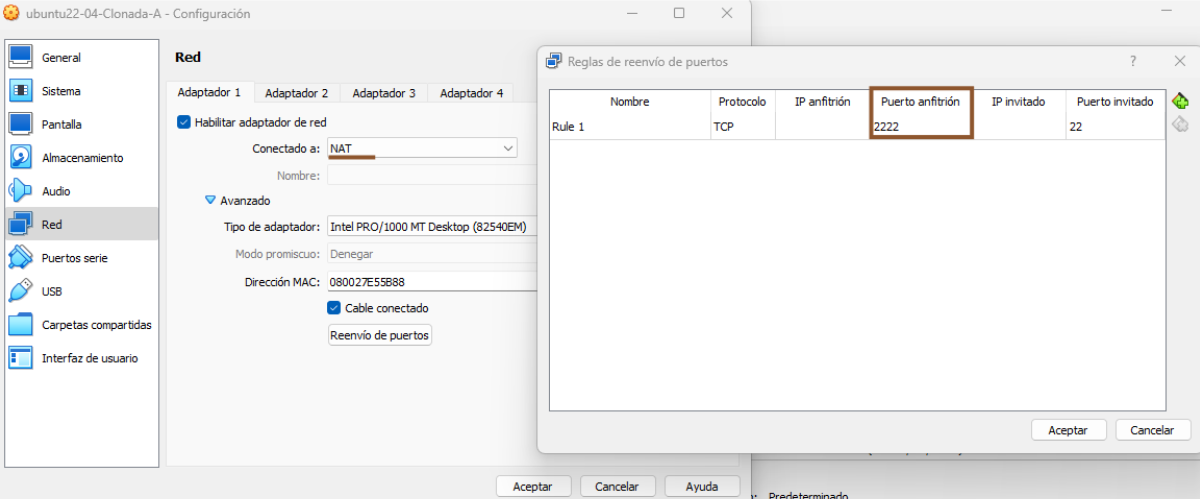 ubuntu22-04-Clonada-A - Configuración
General
Sistema
Pantalla
Almacenamiento
Audio
Red
Puertos serie
USB
Carpetas compartidas
Interfaz de usuario
Red
Adaptador 1 Adaptador 2 Adaptador 3 Adaptador 4
Habilitar adaptador de red
Conectado a: NAT
Nombre:
Avanzado
Tipo de adaptador: Intel PRO/1000 MT Desktop (82540EM)
Modo promiscuo: Denegar
Dirección MAC: 080027E55B88
Cable conectado
Reenvío de puertos
Aceptar Cancelar Ayuda
Reglas de reenvío de puertos
?
Nombre Protocolo IP anfitrión Puerto anfitrión IP invitado Puerto invitado
Rule 1 TCP 2222 22
Aceptar Cancelar
Predeterminado